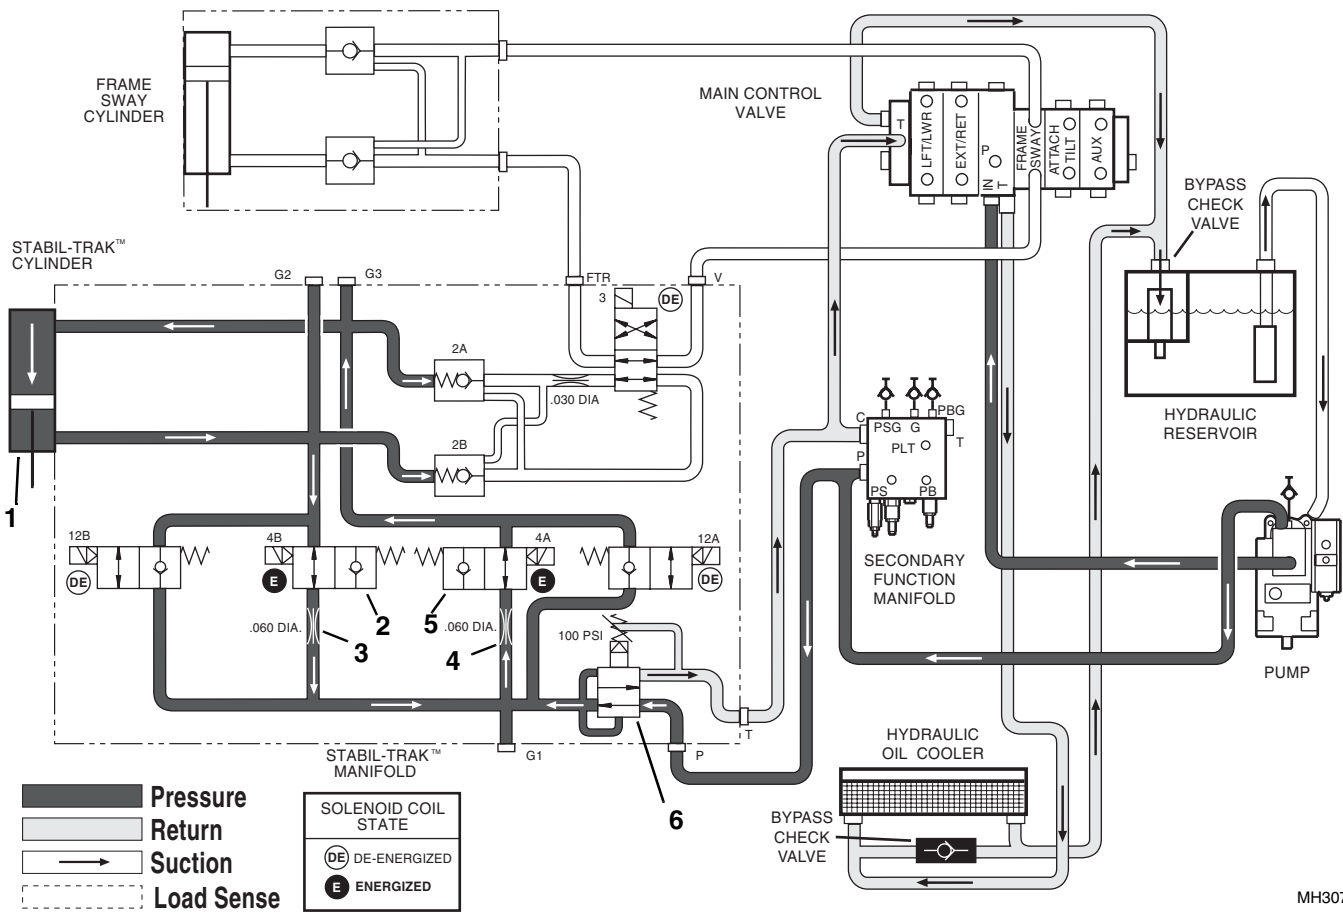 FRAME
SWAY
CYLINDER
MAIN CONTROL
VALVE
T
LFT/LWR
EXT/RET
P
IN
T
FRAME
SWAY
ATTACH
TILT
AUX
BYPASS
CHECK
VALVE
STABIL-TRAK™
CYLINDER
G2
G3
FTR
V
3
DE
2A
.030 DIA
2B
1
HYDRAULIC
RESERVOIR
C
PSG
G
PBG
T
PLT
P
PS
PB
SECONDARY
FUNCTION
MANIFOLD
12B
DE
4B
E
4A
E
12A
DE
.060 DIA.
3
2
5
.060 DIA.
4
100 PSI
PUMP
T
G1
P
6
STABIL-TRAK™
MANIFOLD
HYDRAULIC
OIL COOLER
BYPASS
CHECK
VALVE
Pressure
Return
Suction
Load Sense
SOLENOID COIL
STATE
DE DE-ENERGIZED
E ENERGIZED
MH307